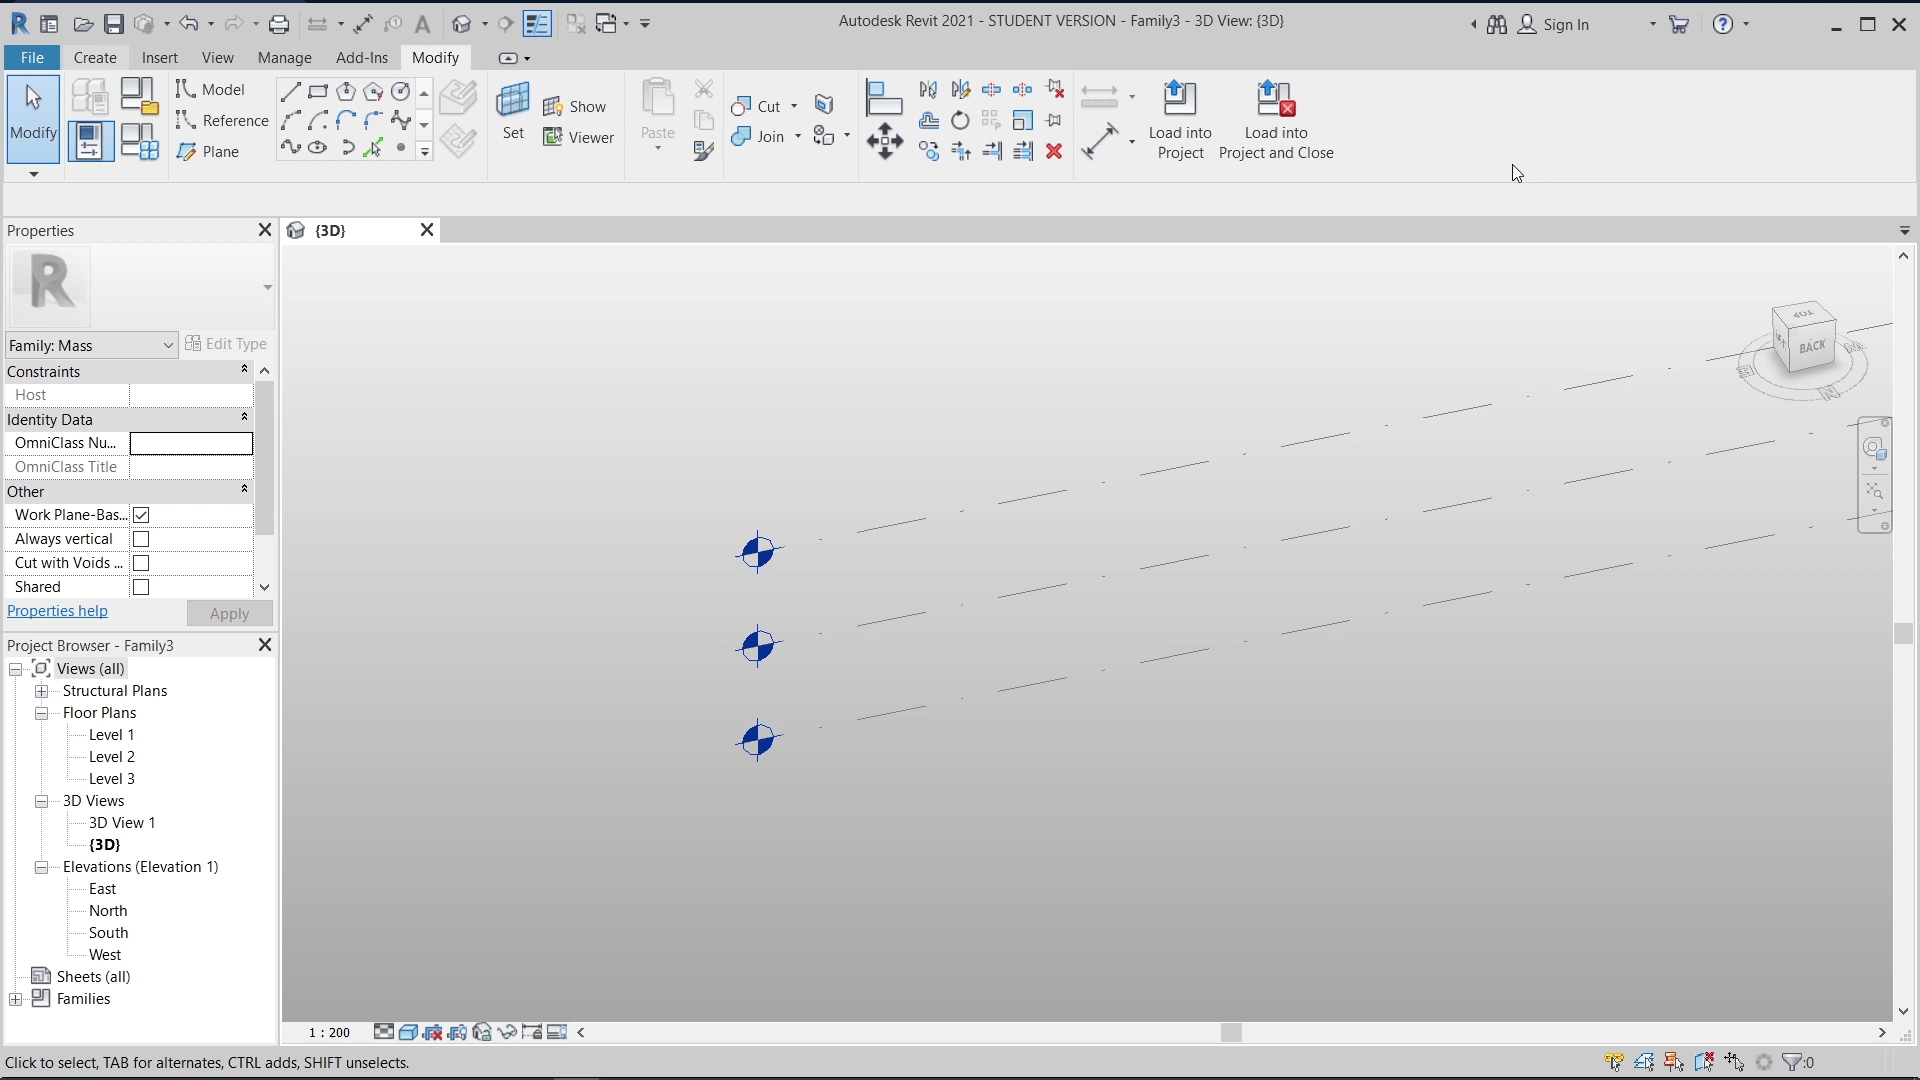 Autodesk Revit 2021 - STUDENT VERSION - Family3 - 3D View: {3D}
Sign In
File
Create
Insert
View
Manage
Add-Ins
Modify
Modify
Model
Reference
Plane
Set
Show
Viewer
Paste
Cut
Join
Load into
Project
Load into
Project and Close
Properties
{3D}
R
Family: Mass
Edit Type
Constraints
Host
Identity Data
OmniClass Nu...
OmniClass Title
Other
Work Plane-Bas...
Always vertical
Cut with Voids ...
Shared
Properties help
Apply
TOP
BACK
Project Browser - Family3
Views (all)
Structural Plans
Floor Plans
Level 1
Level 2
Level 3
3D Views
3D View 1
{3D}
Elevations (Elevation 1)
East
North
South
West
Sheets (all)
Families
1 : 200
Click to select, TAB for alternates, CTRL adds, SHIFT unselects.
:0